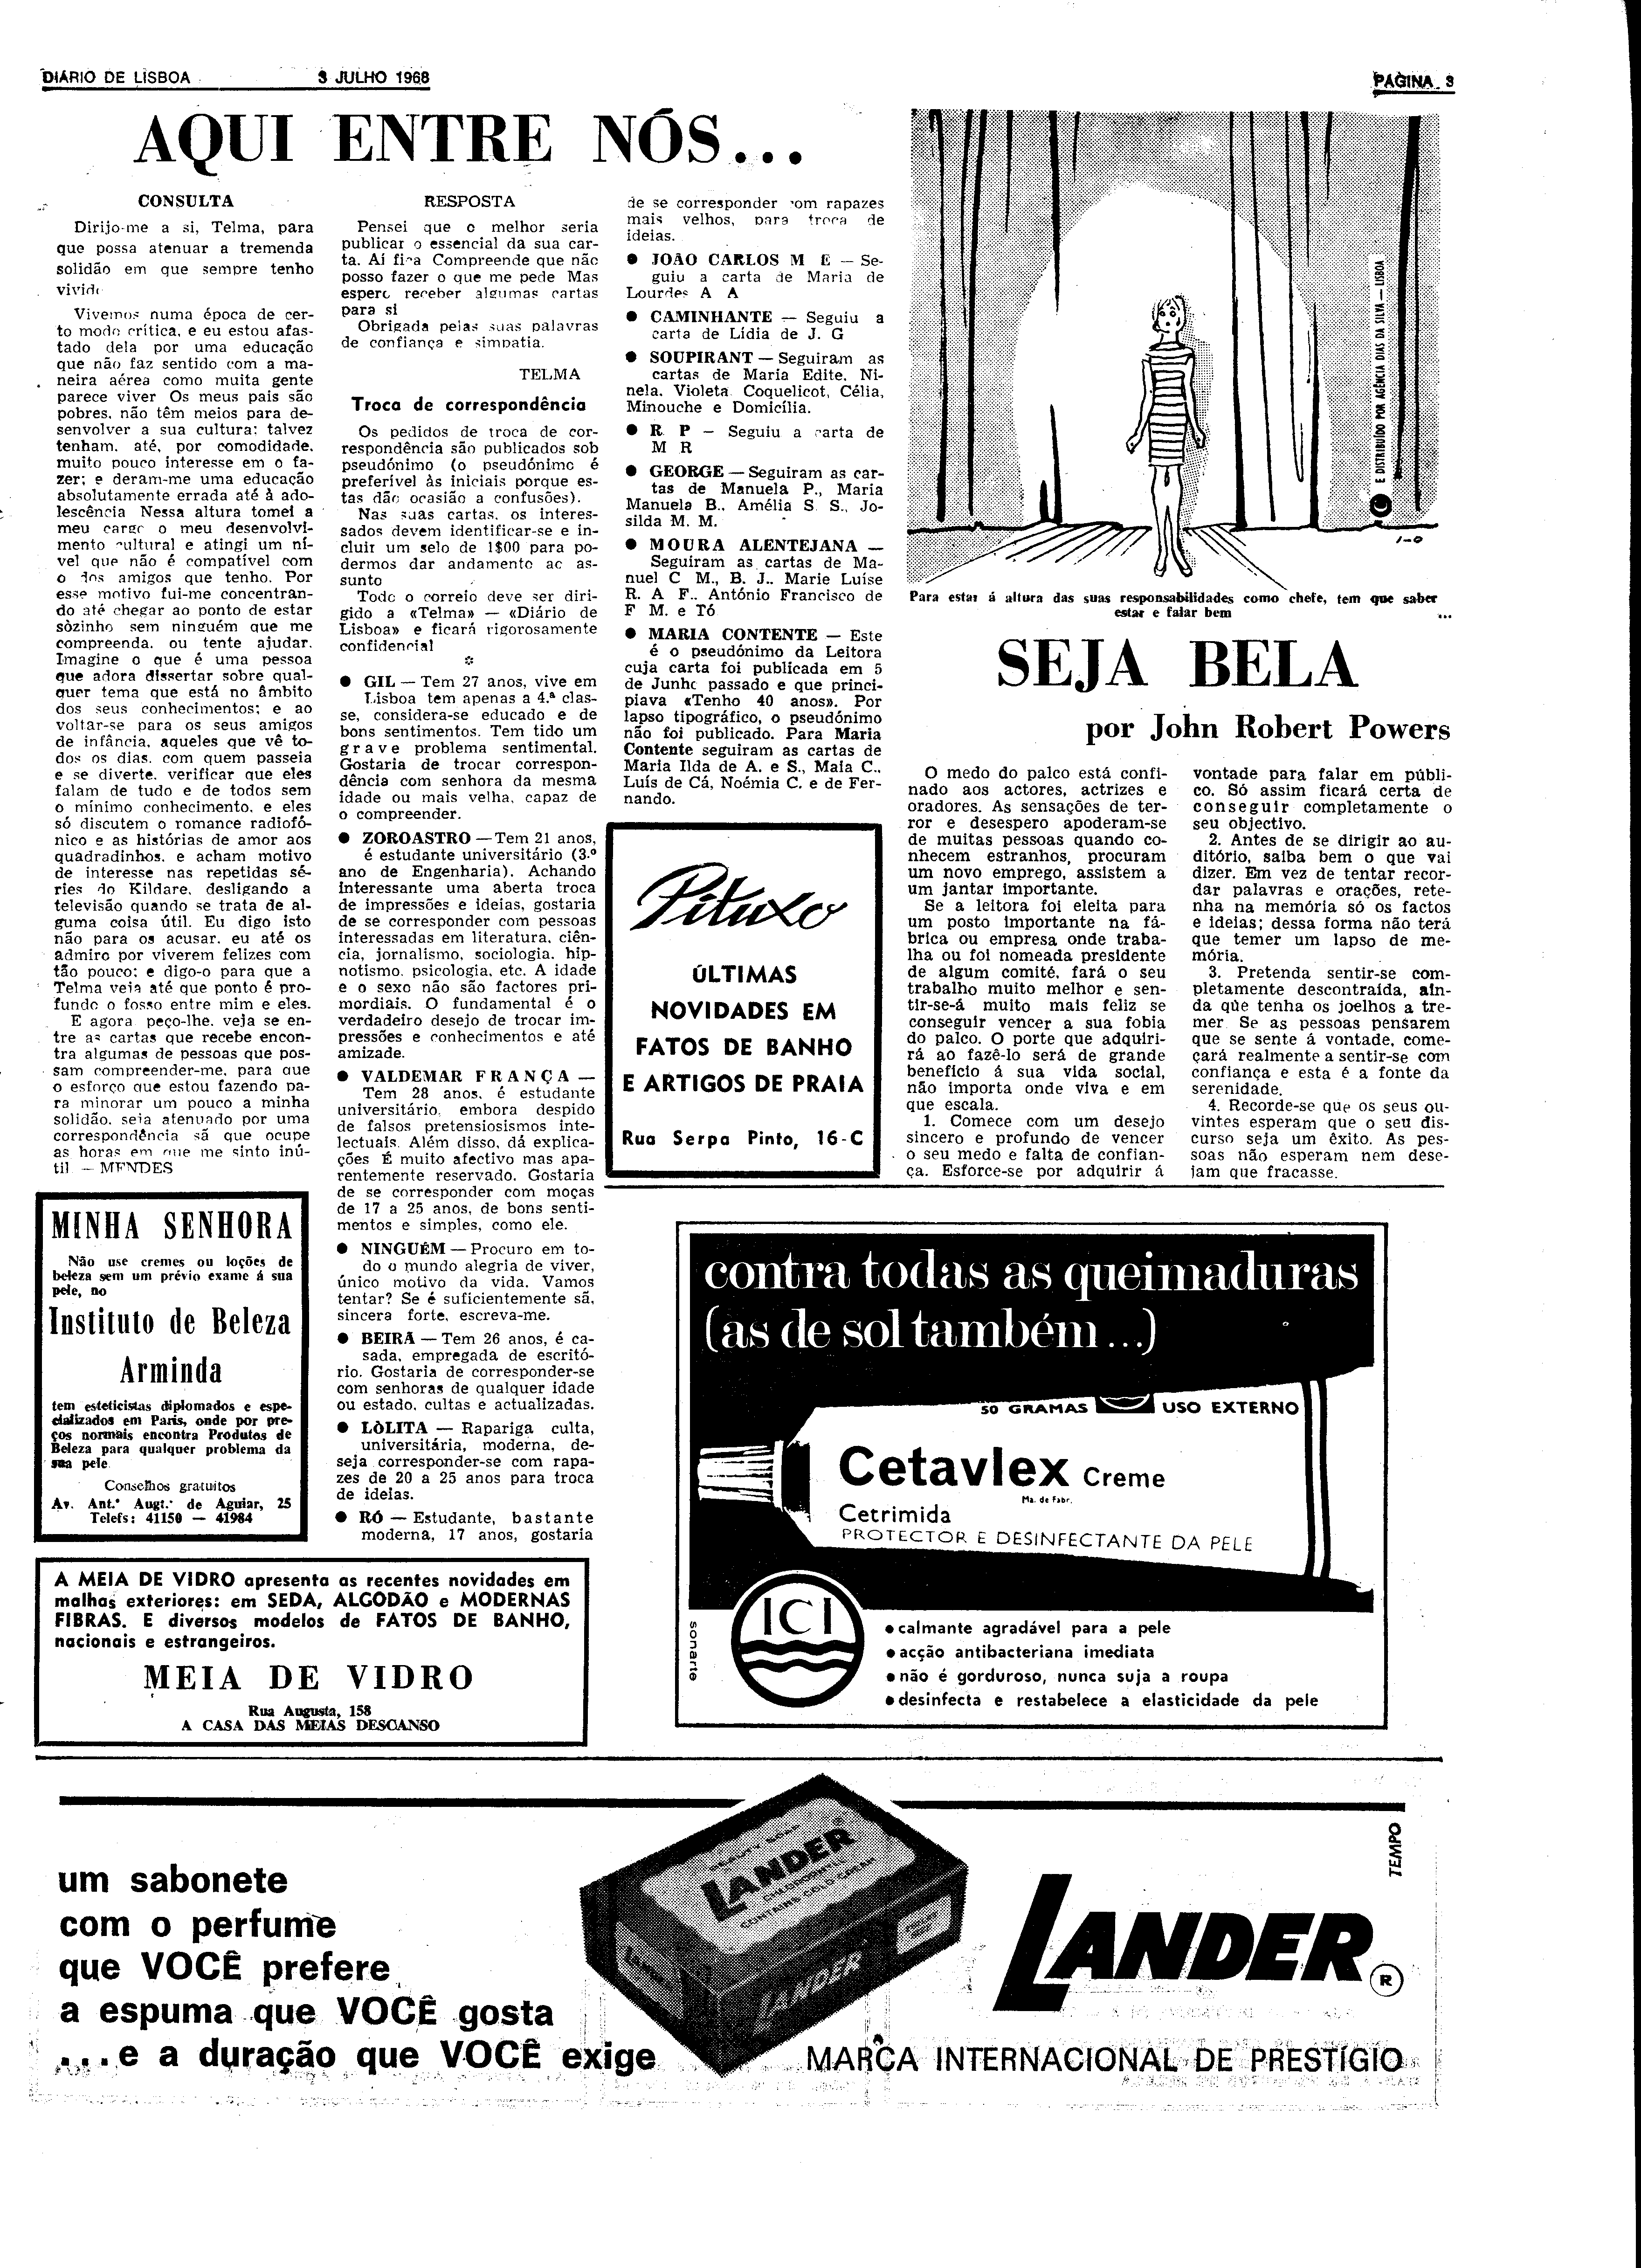 DIÁRIO DE LISBOA 3 JULHO 1968
PÁGINA 3
AQUI ENTRE NÓS...
CONSULTA
Dirijo-me a si, Telma, para
que possa atenuar a tremenda
solidão em que sempre tenho
vivido
Vivemos numa época de cer-
to modo crítica, e eu estou afas-
tado dela por uma educação
que não faz sentido com a ma-
neira aérea como muita gente
parece viver Os meus pais são
pobres, não têm meios para de-
senvolver a sua cultura; talvez
tenham, até, por comodidade,
muito pouco interesse em o fa-
zer; e deram-me uma educação
absolutamente errada até à ado-
lescência Nessa altura tomei a
meu cargo o meu desenvolvi-
mento cultural e atingi um ní-
vel que não é compatível com
o dos amigos que tenho. Por
esse motivo fui-me concentran-
do até chegar ao ponto de estar
sòzinho sem ninguém que me
compreenda, ou tente ajudar.
Imagine o que é uma pessoa
que adora dissertar sobre qual-
quer tema que está no âmbito
dos seus conhecimentos; e ao
voltar-se para os seus amigos
de infância, aqueles que vê to-
dos os dias, com quem passeia
e se diverte, verificar que eles
falam de tudo e de todos sem
o mínimo conhecimento, e eles
só discutem o romance radiofó-
nico e as histórias de amor aos
quadradinhos, e acham motivo
de interesse nas repetidas sé-
ries do Kildare, desligando a
televisão quando se trata de al-
guma coisa útil. Eu digo isto
não para os acusar, eu até os
admiro por viverem felizes com
tão pouco; e digo-o para que a
Telma veja até que ponto é pro-
fundo o fosso entre mim e eles.
E agora peço-lhe, veja se en-
tre as cartas que recebe encon-
tra algumas de pessoas que pos-
sam compreender-me, para que
o esforço que estou fazendo pa-
ra minorar um pouco a minha
solidão, seja atenuado por uma
correspondência sã que ocupe
as horas em que me sinto inú-
til — MENDES
RESPOSTA
Pensei que o melhor seria
publicar o essencial da sua car-
ta. Aí fica Compreende que não
posso fazer o que me pede Mas
espero receber algumas cartas
para si
Obrigada pelas suas palavras
de confiança e simpatia.
TELMA
Troca de correspondência
Os pedidos de troca de cor-
respondência são publicados sob
pseudónimo (o pseudónimo é
preferível às iniciais porque es-
tas dão ocasião a confusões).
Nas suas cartas, os interes-
sados devem identificar-se e in-
cluir um selo de 1$00 para po-
dermos dar andamento ao as-
sunto
Todo o correio deve ser diri-
gido a «Telma» — «Diário de
Lisboa» e ficará rigorosamente
confidencial
*
● GIL — Tem 27 anos, vive em
Lisboa tem apenas a 4.ª clas-
se, considera-se educado e de
bons sentimentos. Tem tido um
grave problema sentimental.
Gostaria de trocar correspon-
dência com senhora da mesma
idade ou mais velha, capaz de
o compreender.
● ZOROASTRO — Tem 21 anos,
é estudante universitário (3.º
ano de Engenharia). Achando
interessante uma aberta troca
de impressões e ideias, gostaria
de se corresponder com pessoas
interessadas em literatura, ciên-
cia, jornalismo, sociologia, hip-
notismo, psicologia, etc. A idade
e o sexo não são factores pri-
mordiais. O fundamental é o
verdadeiro desejo de trocar im-
pressões e conhecimentos e até
amizade.
● VALDEMAR FRANÇA —
Tem 28 anos, é estudante
universitário, embora despido
de falsos pretensiosismos inte-
lectuais. Além disso, dá explica-
ções É muito afectivo mas apa-
rentemente reservado. Gostaria
de se corresponder com moças
de 17 a 25 anos, de bons senti-
mentos e simples, como ele.
● NINGUÉM — Procuro em to-
do o mundo alegria de viver,
único motivo da vida. Vamos
tentar? Se é suficientemente sã,
sincera forte, escreva-me.
● BEIRÃ — Tem 26 anos, é ca-
sada, empregada de escritó-
rio. Gostaria de corresponder-se
com senhoras de qualquer idade
ou estado, cultas e actualizadas.
● LÒLITA — Rapariga culta,
universitária, moderna, de-
seja corresponder-se com rapa-
zes de 20 a 25 anos para troca
de ideias.
● RÓ — Estudante, bastante
moderna, 17 anos, gostaria
de se corresponder com rapazes
mais velhos, para troca de
ideias.
● JOÃO CARLOS M E — Se-
guiu a carta de Maria de
Lourdes A A
● CAMINHANTE — Seguiu a
carta de Lídia de J. G
● SOUPIRANT — Seguiram as
cartas de Maria Edite, Ni-
nela, Violeta, Coquelicot, Célia,
Minouche e Domicília.
● R P — Seguiu a carta de
M R
● GEORGE — Seguiram as car-
tas de Manuela P., Maria
Manuela B., Amélia S S., Jo-
silda M. M.
● MOURA ALENTEJANA —
Seguiram as cartas de Ma-
nuel C M., B. J., Marie Luíse
R. A F., António Francisco de
F M. e Tó
● MARIA CONTENTE — Este
é o pseudónimo da Leitora
cuja carta foi publicada em 5
de Junho passado e que princi-
piava «Tenho 40 anos». Por
lapso tipográfico, o pseudónimo
não foi publicado. Para Maria
Contente seguiram as cartas de
Maria Ilda de A. e S., Maia C.,
Luís de Cá, Noémia C. e de Fer-
nando.
Pituxo
ÚLTIMAS
NOVIDADES EM
FATOS DE BANHO
E ARTIGOS DE PRAIA
Rua Serpa Pinto, 16-C
E DISTRIBUÍDO POR AGÊNCIA DIAS DA SILVA — LISBOA
1-0
Para estar á altura das suas responsabilidades como chefe, tem que saber
estar e falar bem ...
SEJA BELA
por John Robert Powers
O medo do palco está confi-
nado aos actores, actrizes e
oradores. As sensações de ter-
ror e desespero apoderam-se
de muitas pessoas quando co-
nhecem estranhos, procuram
um novo emprego, assistem a
um jantar importante.
Se a leitora foi eleita para
um posto importante na fá-
brica ou empresa onde traba-
lha ou foi nomeada presidente
de algum comité, fará o seu
trabalho muito melhor e sen-
tir-se-á muito mais feliz se
conseguir vencer a sua fobia
do palco. O porte que adquiri-
rá ao fazê-lo será de grande
benefício á sua vida social,
não importa onde viva e em
que escala.
1. Comece com um desejo
sincero e profundo de vencer
o seu medo e falta de confian-
ça. Esforce-se por adquirir á
vontade para falar em públi-
co. Só assim ficará certa de
conseguir completamente o
seu objectivo.
2. Antes de se dirigir ao au-
ditório, saiba bem o que vai
dizer. Em vez de tentar recor-
dar palavras e orações, rete-
nha na memória só os factos
e ideias; dessa forma não terá
que temer um lapso de me-
mória.
3. Pretenda sentir-se com-
pletamente descontraída, ain-
da que tenha os joelhos a tre-
mer Se as pessoas pensarem
que se sente á vontade, come-
çará realmente a sentir-se com
confiança e esta é a fonte da
serenidade.
4. Recorde-se que os seus ou-
vintes esperam que o seu dis-
curso seja um êxito. As pes-
soas não esperam nem dese-
jam que fracasse.
MINHA SENHORA
Não use cremes ou loções de
beleza sem um prévio exame á sua
pele, no
Instituto de Beleza
Arminda
tem esteticistas diplomados e espe-
cializados em Paris, onde por pre-
ços normais encontra Produtos de
Beleza para qualquer problema da
sua pele
Conselhos gratuitos
Av. Ant.º Augt.º de Aguiar, 25
Telefs: 41150 — 41984
A MEIA DE VIDRO apresenta as recentes novidades em
malhas exteriores: em SEDA, ALGODÃO e MODERNAS
FIBRAS. E diversos modelos de FATOS DE BANHO,
nacionais e estrangeiros.
MEIA DE VIDRO
Rua Augusta, 158
A CASA DAS MEIAS DESCANSO
contra todas as queimaduras
(as de sol também...)
50 GRAMAS USO EXTERNO
Cetavlex Creme
Ma. de Fabr.
Cetrimida
PROTECTOR E DESINFECTANTE DA PELE
ICI
sonarte
● calmante agradável para a pele
● acção antibacteriana imediata
● não é gorduroso, nunca suja a roupa
● desinfecta e restabelece a elasticidade da pele
um sabonete
com o perfume
que VOCÊ prefere
a espuma que VOCÊ gosta
...e a duração que VOCÊ exige
BEAUTY SOAP
LANDER®
CHLOROPHYLL
CONTAINS COLD CREAM
LANDER
LANDER
TEMPO
LANDER®
MARCA INTERNACIONAL DE PRESTÍGIO